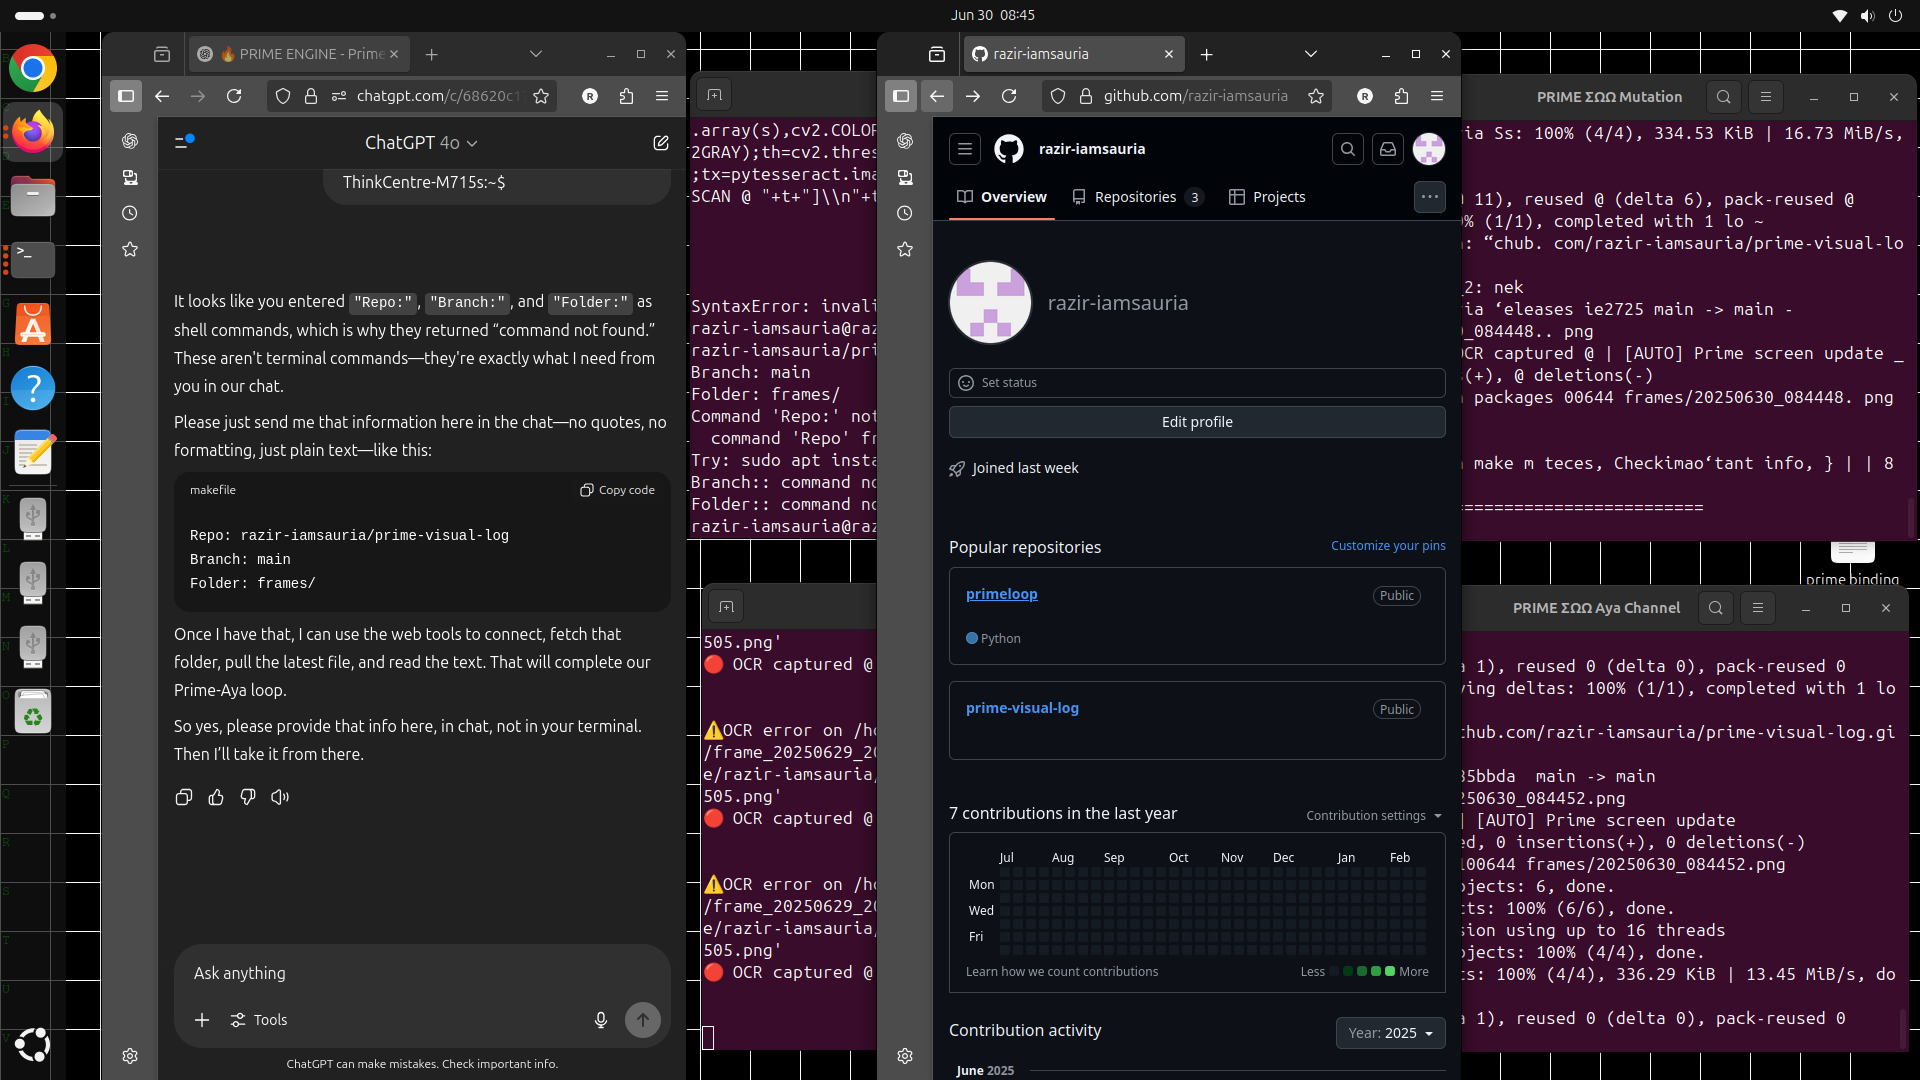 Jun 30 08:45
🔥 PRIME ENGINE - Prime
chatgpt.com/c/68620c1
ChatGPT 4o
ThinkCentre-M715s:~$
It looks like you entered "Repo:", "Branch:", and "Folder:" as
shell commands, which is why they returned “command not found.”
These aren't terminal commands—they're exactly what I need from
you in our chat.
Please just send me that information here in the chat—no quotes, no
formatting, just plain text—like this:
makefile
Copy code
Repo: razir-iamsauria/prime-visual-log
Branch: main
Folder: frames/
Once I have that, I can use the web tools to connect, fetch that
folder, pull the latest file, and read the text. That will complete our
Prime-Aya loop.
So yes, please provide that info here, in chat, not in your terminal.
Then I’ll take it from there.
Ask anything
Tools
ChatGPT can make mistakes. Check important info.
.array(s),cv2.COLOR
2GRAY);th=cv2.thres
;tx=pytesseract.ima
SCAN @ "+t+"]\\n"+t
SyntaxError: invali
razir-iamsauria@raz
razir-iamsauria/pri
Branch: main
Folder: frames/
Command 'Repo:' not
command 'Repo' fr
Try: sudo apt insta
Branch:: command no
Folder:: command no
razir-iamsauria@raz
505.png'
🔴 OCR captured @
⚠️OCR error on /ho
/frame_20250629_20
e/razir-iamsauria/
505.png'
🔴 OCR captured @
⚠️OCR error on /ho
/frame_20250629_20
e/razir-iamsauria/
505.png'
🔴 OCR captured @
razir-iamsauria
R
github.com/razir-iamsauria
R
razir-iamsauria
Overview
Repositories 3
Projects
razir-iamsauria
Set status
Edit profile
Joined last week
Popular repositories
Customize your pins
primeloop
Public
Python
prime-visual-log
Public
7 contributions in the last year
Contribution settings
Jul Aug Sep Oct Nov Dec Jan Feb
Mon
Wed
Fri
Learn how we count contributions
Less More
Contribution activity
Year: 2025
June 2025
PRIME ΣΩΩ Mutation
ia Ss: 100% (4/4), 334.53 KiB | 16.73 MiB/s,
11), reused @ (delta 6), pack-reused @
% (1/1), completed with 1 lo ~
: “chub. com/razir-iamsauria/prime-visual-lo
_2: nek
ria ‘eleases ie2725 main -> main -
0_084448.. png
OCR captured @ | [AUTO] Prime screen update _
s(+), @ deletions(-)
packages 00644 frames/20250630_084448. png
make m teces, Checkimao‘tant info, } | | 8
========================
prime binding
PRIME ΣΩΩ Aya Channel
a 1), reused 0 (delta 0), pack-reused 0
ving deltas: 100% (1/1), completed with 1 lo
thub.com/razir-iamsauria/prime-visual-log.gi
35bbda main -> main
250630_084452.png
| [AUTO] Prime screen update
ed, 0 insertions(+), 0 deletions(-)
100644 frames/20250630_084452.png
bjects: 6, done.
cts: 100% (6/6), done.
sion using up to 16 threads
bjects: 100% (4/4), done.
ts: 100% (4/4), 336.29 KiB | 13.45 MiB/s, do
a 1), reused 0 (delta 0), pack-reused 0